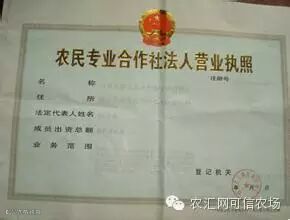 农民专业合作社法人营业执照
注册号
名称
住所
法定代表人姓名
成员出资总额
业务范围
登记机关
农汇网可信农场